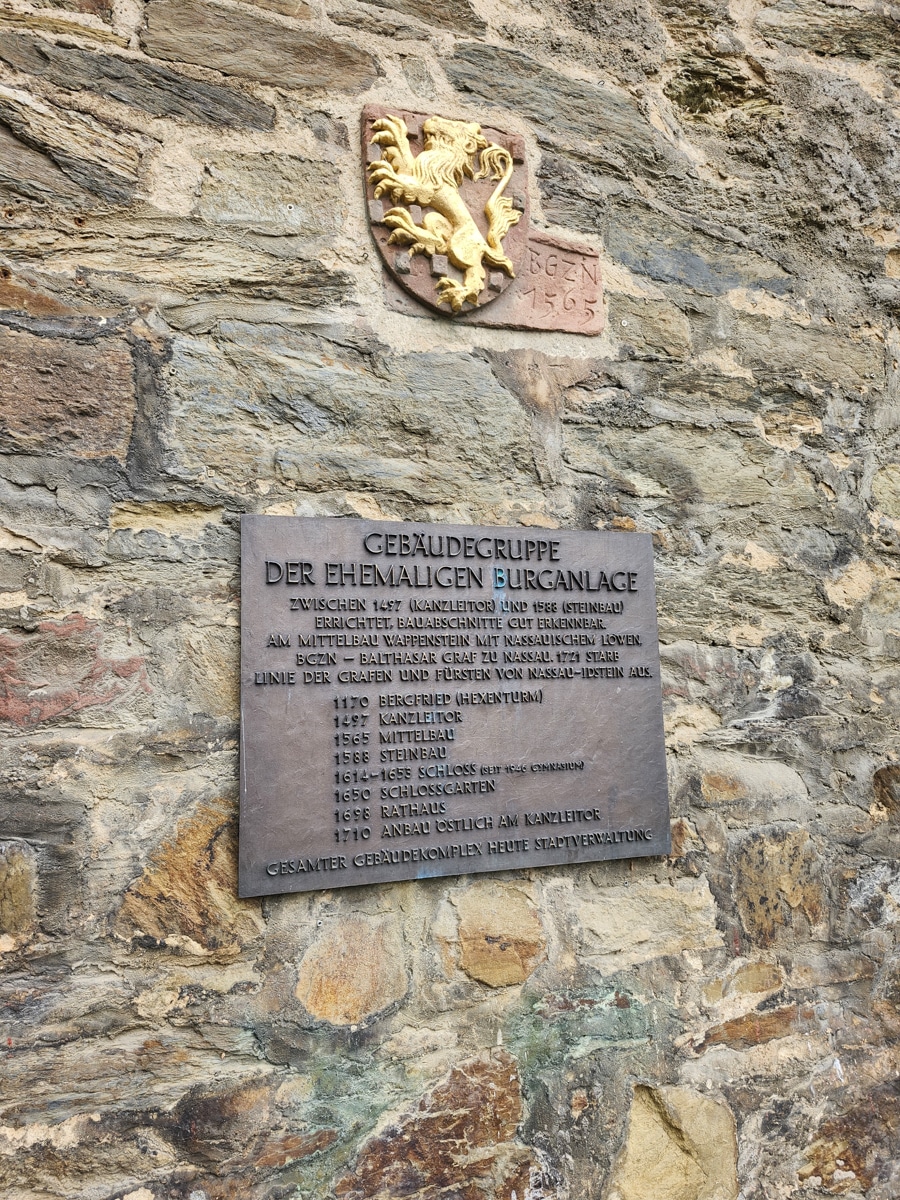 BGZN
1565
GEBÄUDEGRUPPE
DER EHEMALIGEN BURGANLAGE
ZWISCHEN 1497 (KANZLEITOR) UND 1588 (STEINBAU)
ERRICHTET, BAUABSCHNITTE GUT ERKENNBAR.
AM MITTELBAU WAPPENSTEIN MIT NASSAUISCHEM LÖWEN.
BGZN – BALTHASAR GRAF ZU NASSAU. 1721 STARB
LINIE DER GRAFEN UND FÜRSTEN VON NASSAU-IDSTEIN AUS.
1170 BERGFRIED (HEXENTURM)
1497 KANZLEITOR
1565 MITTELBAU
1588 STEINBAU
1614-1653 SCHLOSS (SEIT 1946 GYMNASIUM)
1650 SCHLOSSGARTEN
1698 RATHAUS
1710 ANBAU ÖSTLICH AM KANZLEITOR
GESAMTER GEBÄUDEKOMPLEX HEUTE STADTVERWALTUNG